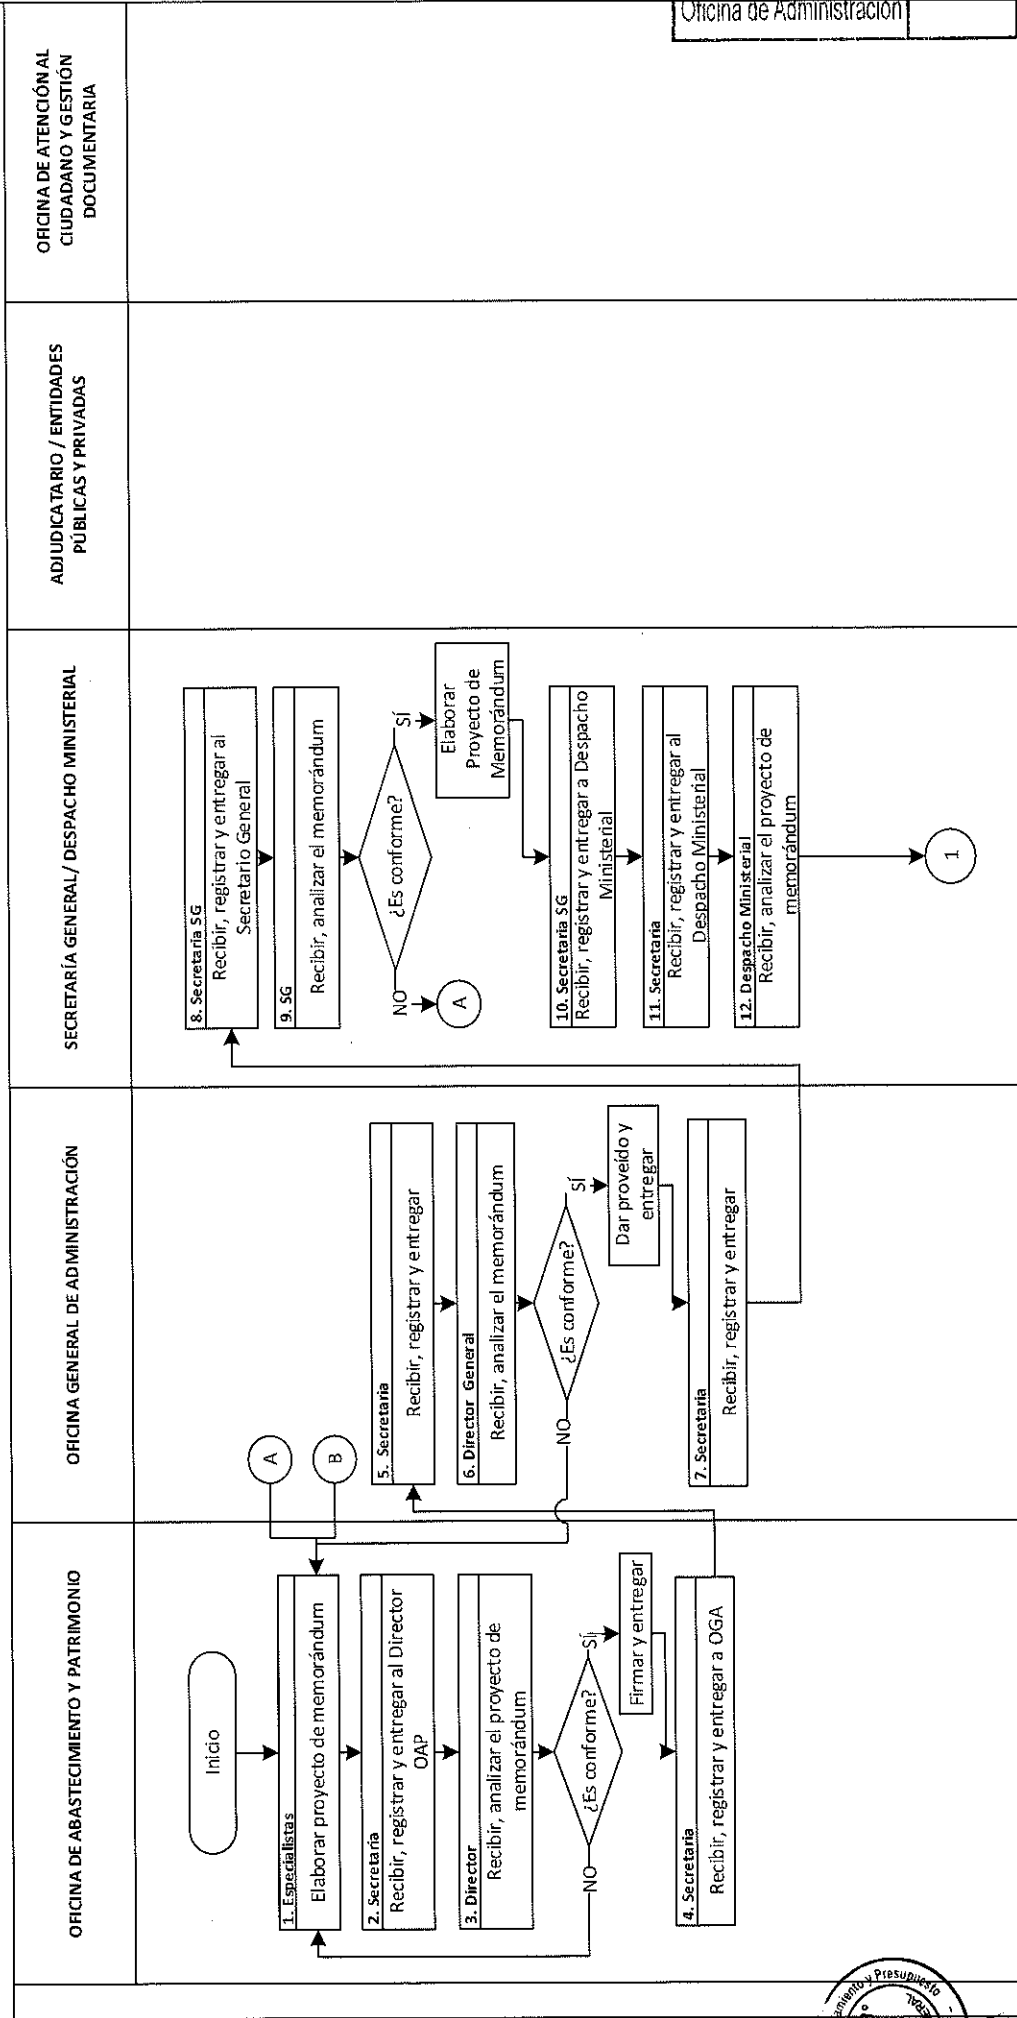 Oficina de Administración
OFICINA DE ABASTECIMIENTO Y PATRIMONIO
OFICINA GENERAL DE ADMINISTRACIÓN
SECRETARÍA GENERAL/ DESPACHO MINISTERIAL
ADJUDICATARIO / ENTIDADES
PÚBLICAS Y PRIVADAS
OFICINA DE ATENCIÓN AL
CIUDADANO Y GESTIÓN
DOCUMENTARIA
Inicio
1. Especialistas
Elaborar proyecto de memorándum
2. Secretaría
Recibir, registrar y entregar al Director
OAP
3. Director
Recibir, analizar el proyecto de
memorándum
¿Es conforme?
NO
SÍ
Firmar y entregar
4. Secretaria
Recibir, registrar y entregar a OGA
A
B
5. Secretaria
Recibir, registrar y entregar
6. Director General
Recibir, analizar el memorándum
¿Es conforme?
NO
SÍ
Dar proveído y
entregar
7. Secretaria
Recibir, registrar y entregar
8. Secretaria SG
Recibir, registrar y entregar al
Secretario General
9. SG
Recibir, analizar el memorándum
¿Es conforme?
NO
SÍ
A
Elaborar
Proyecto de
Memorándum
10. Secretaria SG
Recibir, registrar y entregar a Despacho
Ministerial
11. Secretaria
Recibir, registrar y entregar al
Despacho Ministerial
12. Despacho Ministerial
Recibir, analizar el proyecto de
memorándum
1
y Presupuesto